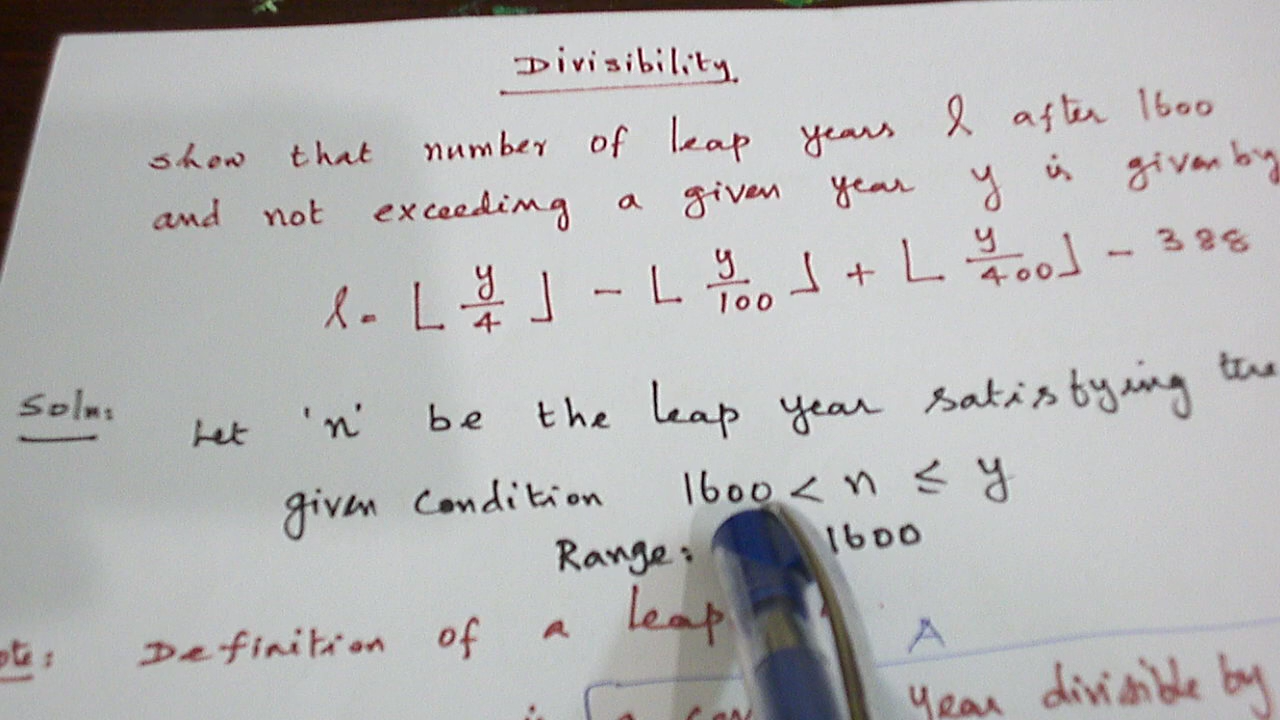 Divisibility
show that number of leap years l after 1600
and not exceeding a given year y is given by
l = ⌊ y/4 ⌋ - ⌊ y/100 ⌋ + ⌊ y/400 ⌋ - 388
Soln: Let 'n' be the leap year satisfying the
given condition 1600 < n ≤ y
Range: 1600
ote: Definition of a leap
A
is a year divisible by